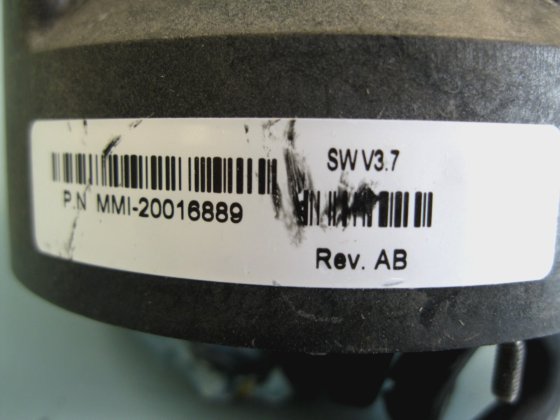 SW V3.7
P.N MMI-20016889
Rev. AB